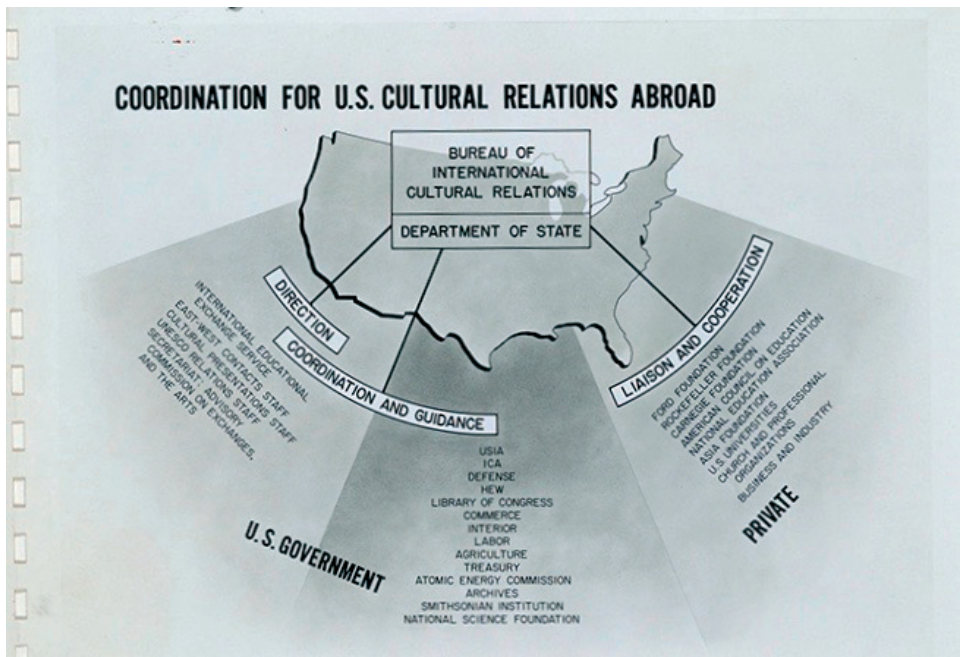 COORDINATION FOR U.S. CULTURAL RELATIONS ABROAD
BUREAU OF
INTERNATIONAL
CULTURAL RELATIONS
DEPARTMENT OF STATE
DIRECTION
INTERNATIONAL EDUCATIONAL
EXCHANGE SERVICE
EAST-WEST CONTACTS STAFF
CULTURAL PRESENTATIONS STAFF
UNESCO RELATIONS STAFF
SECRETARIAT: ADVISORY
COMMISSION ON EXCHANGES,
AND THE ARTS
COORDINATION AND GUIDANCE
USIA
ICA
DEFENSE
HEW
LIBRARY OF CONGRESS
COMMERCE
INTERIOR
LABOR
AGRICULTURE
TREASURY
ATOMIC ENERGY COMMISSION
ARCHIVES
SMITHSONIAN INSTITUTION
NATIONAL SCIENCE FOUNDATION
U.S. GOVERNMENT
LIAISON AND COOPERATION
FORD FOUNDATION
ROCKEFELLER FOUNDATION
CARNEGIE FOUNDATION
AMERICAN COUNCIL ON EDUCATION
NATIONAL EDUCATION ASSOCIATION
ASIA FOUNDATION
U.S. UNIVERSITIES
CHURCH AND PROFESSIONAL
ORGANIZATIONS
BUSINESS AND INDUSTRY
PRIVATE